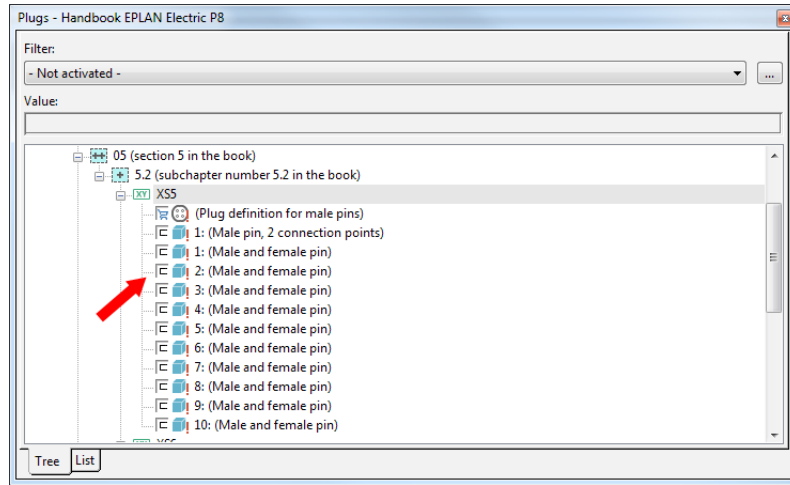 Plugs - Handbook EPLAN Electric P8
Filter:
- Not activated -
...
Value:
05 (section 5 in the book)
5.2 (subchapter number 5.2 in the book)
XY XS5
(Plug definition for male pins)
1: (Male pin, 2 connection points)
1: (Male and female pin)
2: (Male and female pin)
3: (Male and female pin)
4: (Male and female pin)
5: (Male and female pin)
6: (Male and female pin)
7: (Male and female pin)
8: (Male and female pin)
9: (Male and female pin)
10: (Male and female pin)
Tree List